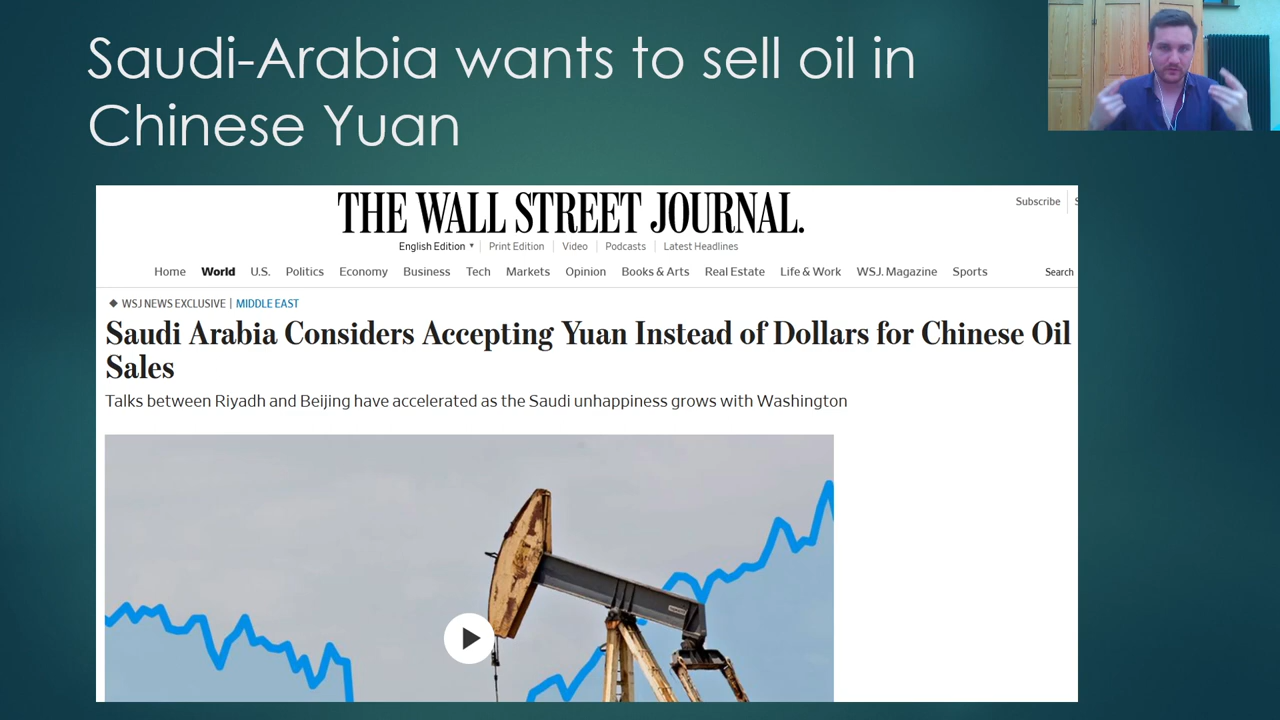 Saudi-Arabia wants to sell oil in
Chinese Yuan
THE WALL STREET JOURNAL.
Subscribe
English Edition ▾ | Print Edition | Video | Podcasts | Latest Headlines
Home World U.S. Politics Economy Business Tech Markets Opinion Books & Arts Real Estate Life & Work WSJ. Magazine Sports Search
◆ WSJ NEWS EXCLUSIVE | MIDDLE EAST
Saudi Arabia Considers Accepting Yuan Instead of Dollars for Chinese Oil
Sales
Talks between Riyadh and Beijing have accelerated as the Saudi unhappiness grows with Washington